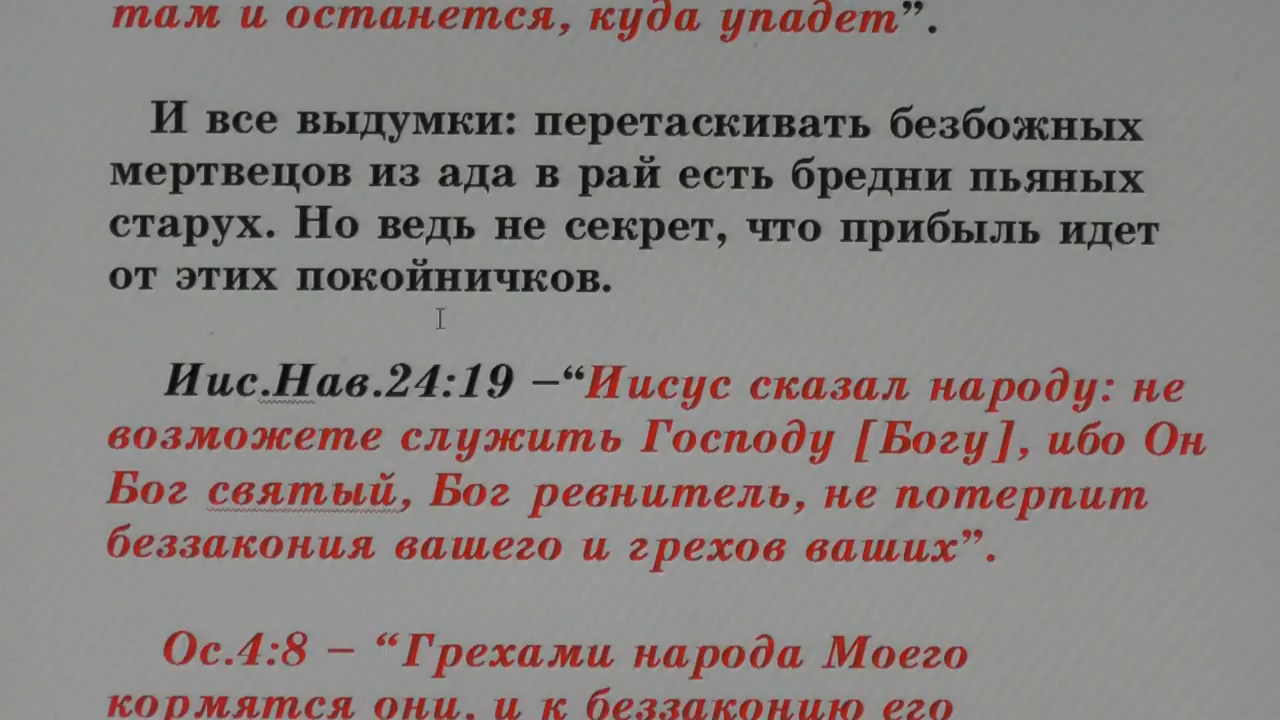 там и останется, куда упадет”.
И все выдумки: перетаскивать безбожных
мертвецов из ада в рай есть бредни пьяных
старух. Но ведь не секрет, что прибыль идет
от этих покойничков.
Иис.Нав.24:19 –“Иисус сказал народу: не
возможете служить Господу [Богу], ибо Он
Бог святый, Бог ревнитель, не потерпит
беззакония вашего и грехов ваших”.
Ос.4:8 – “Грехами народа Моего
кормятся они, и к беззаконию его